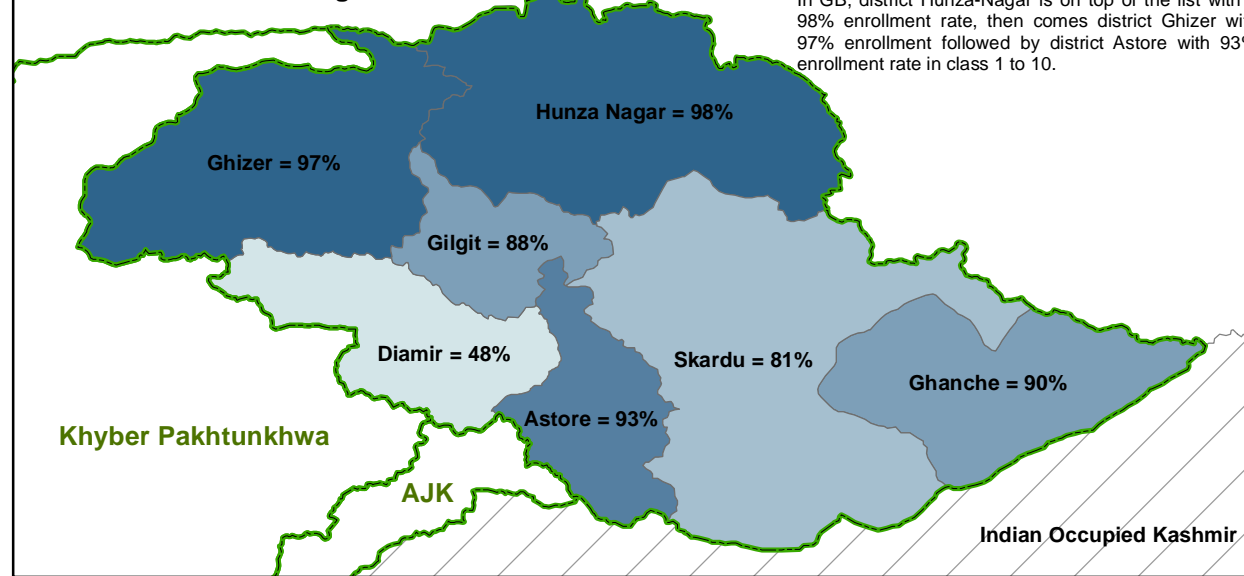 In GB, district Hunza-Nagar is on top of the list with
98% enrollment rate, then comes district Ghizer
97% enrollment followed by district Astore with 93%
enrollment rate in class 1 to 10.
Hunza Nagar = 98%
Ghizer = 97%
Gilgit = 88%
Diamir = 48%
Skardu = 81%
Ghanche = 90%
Astore = 93%
Khyber Pakhtunkhwa
AJK
Indian Occupied Kashmir